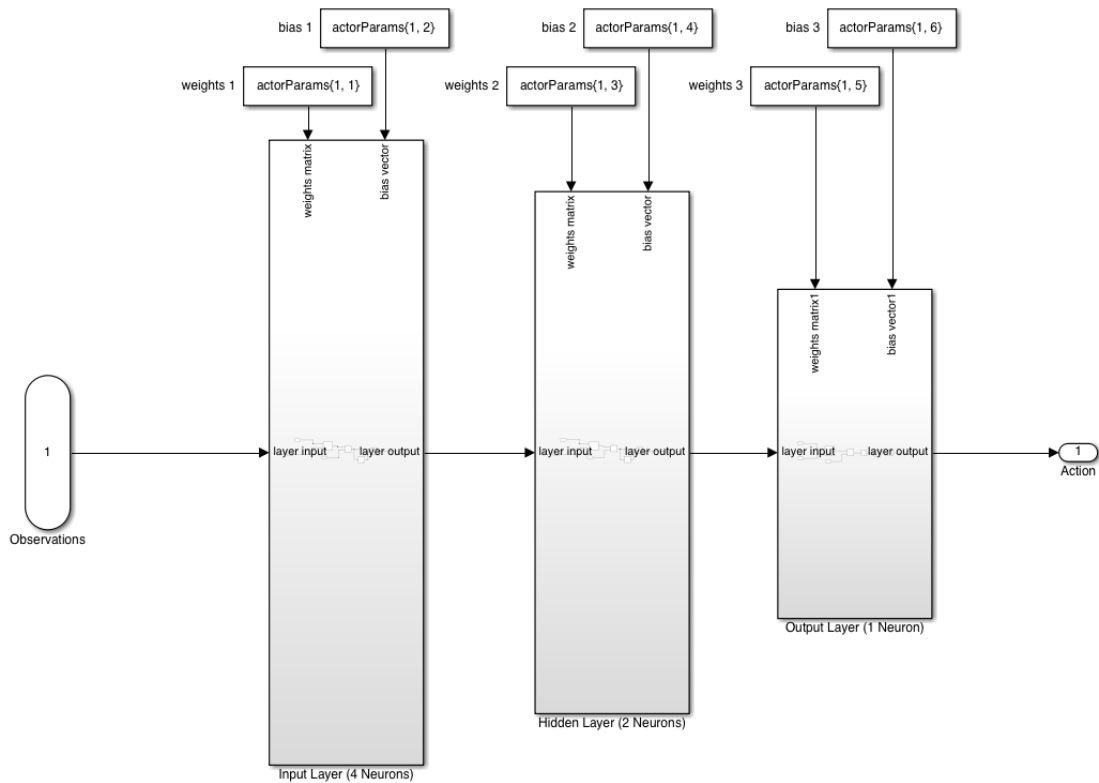 bias 1
actorParams{1, 2}
bias 2
actorParams{1, 4}
bias 3
actorParams{1, 6}
weights 1
actorParams{1, 1}
weights 2
actorParams{1, 3}
weights 3
actorParams{1, 5}
weights matrix
bias vector
weights matrix
bias vector
weights matrix1
bias vector1
1
Observations
layer input
layer output
layer input
layer output
layer input
layer output
1
Action
Output Layer (1 Neuron)
Hidden Layer (2 Neurons)
Input Layer (4 Neurons)